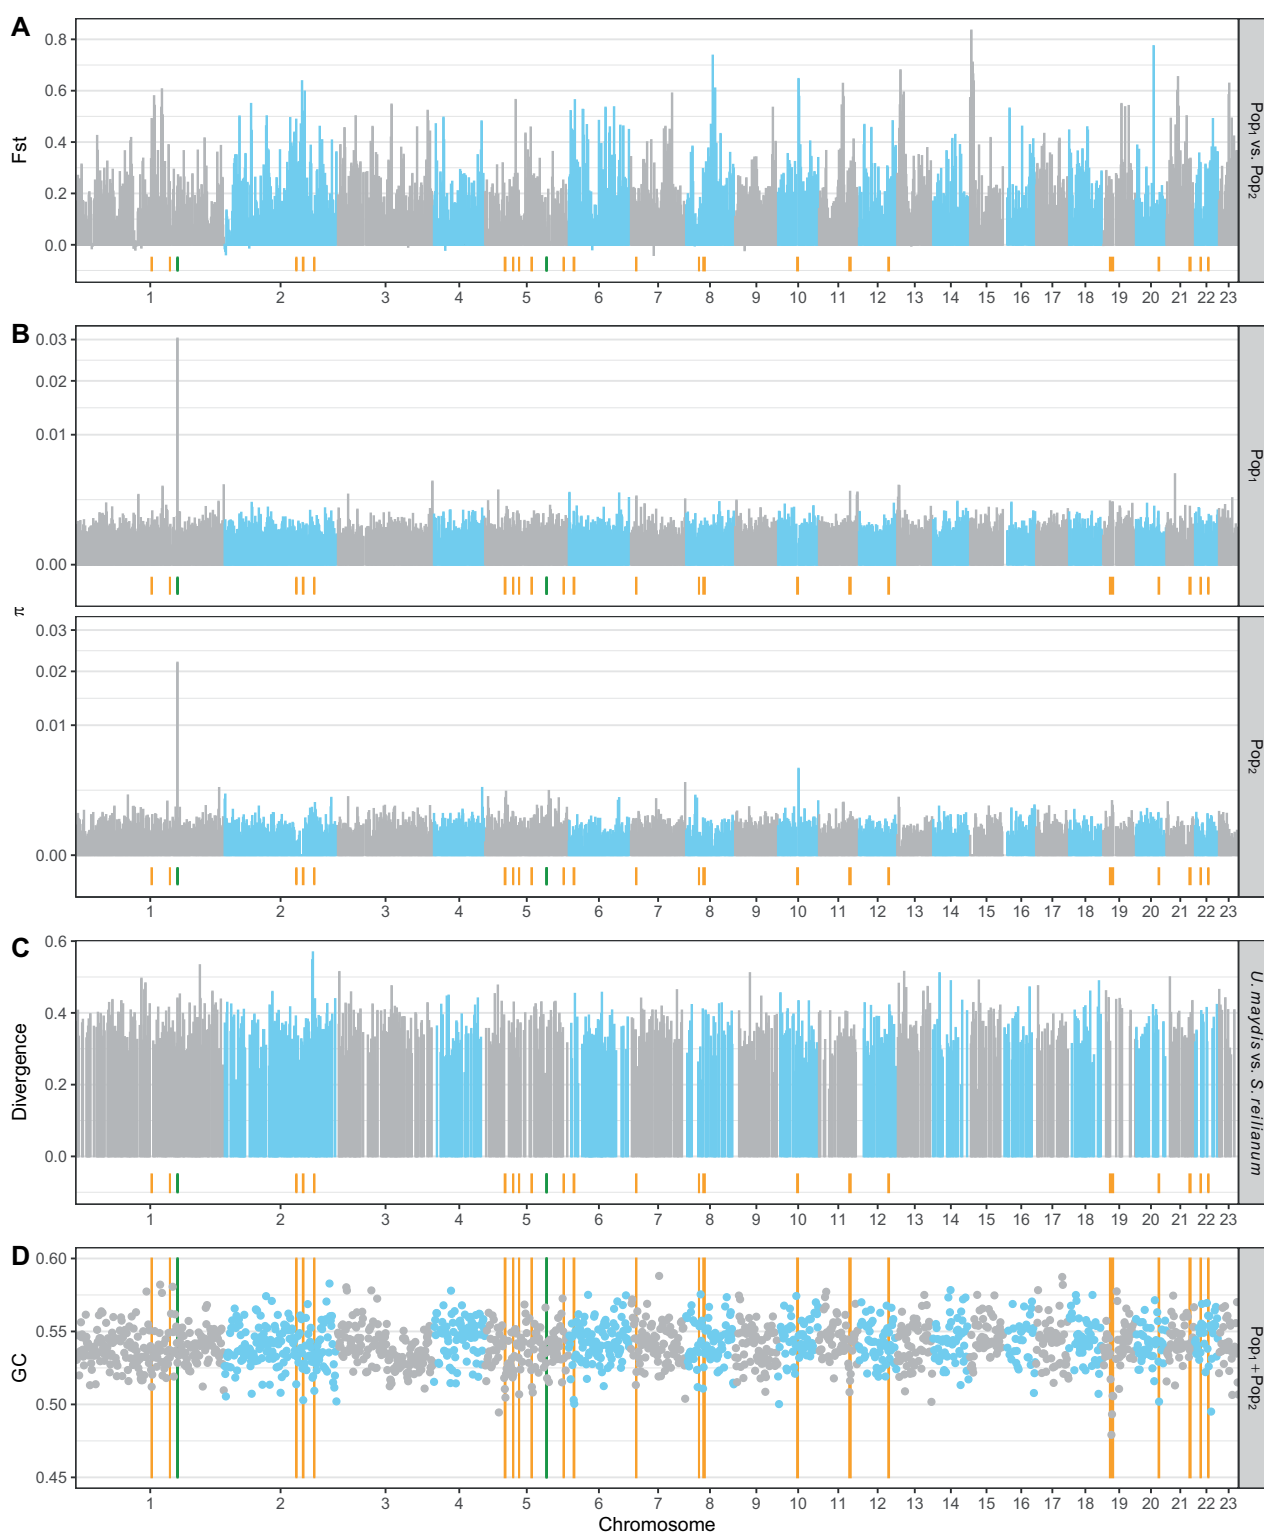 A
Fst
0.8
0.6
0.4
0.2
0.0
Pop1 vs. Pop2
1 2 3 4 5 6 7 8 9 10 11 12 13 14 15 16 17 18 19 20 21 22 23
B
π
0.03
0.02
0.01
0.00
Pop1
0.03
0.02
0.01
0.00
Pop2
1 2 3 4 5 6 7 8 9 10 11 12 13 14 15 16 17 18 19 20 21 22 23
C
Divergence
0.6
0.4
0.2
0.0
U. maydis vs. S. reilianum
1 2 3 4 5 6 7 8 9 10 11 12 13 14 15 16 17 18 19 20 21 22 23
D
GC
0.60
0.55
0.50
0.45
Pop1+Pop2
1 2 3 4 5 6 7 8 9 10 11 12 13 14 15 16 17 18 19 20 21 22 23
Chromosome